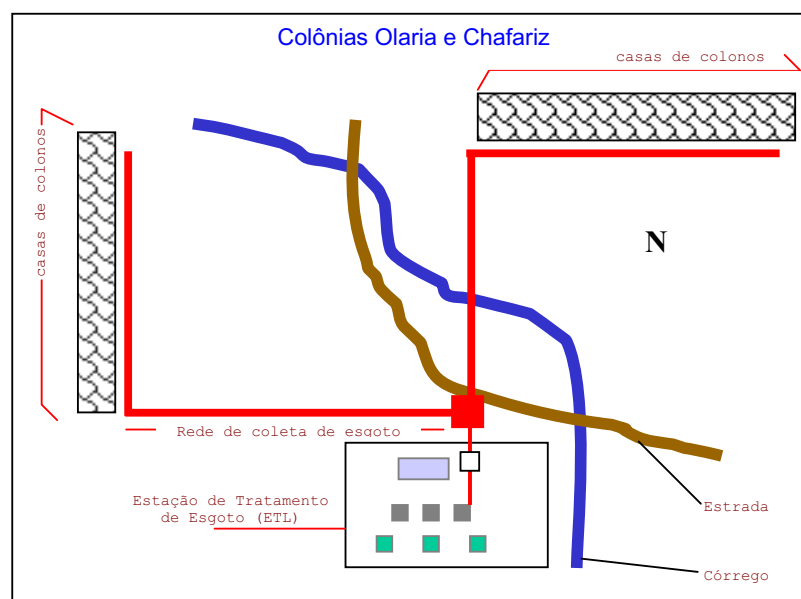 Colônias Olaria e Chafariz
casas de colonos
casas de colonos
N
Rede de coleta de esgoto
Estação de Tratamento
de Esgoto (ETL)
Estrada
Córrego